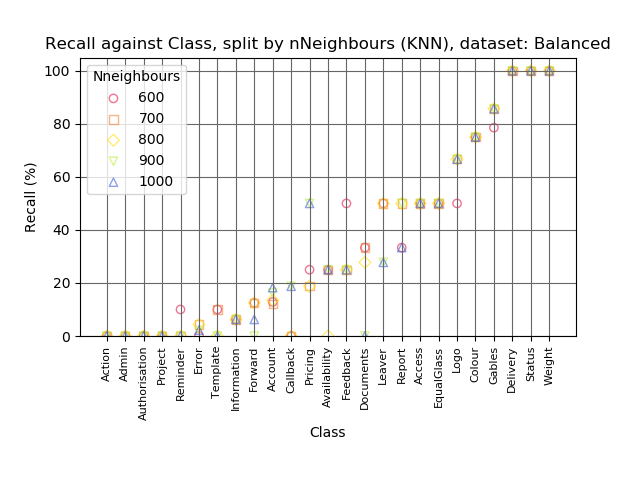 Recall against Class, split by nNeighbours (KNN), dataset: Balanced
Nneighbours
600
700
800
900
1000
Recall (%)
100
80
60
40
20
0
Action
Admin
Authorisation
Project
Reminder
Error
Template
Information
Forward
Account
Callback
Pricing
Availability
Feedback
Documents
Leaver
Report
Access
EqualGlass
Logo
Colour
Gables
Delivery
Status
Weight
Class